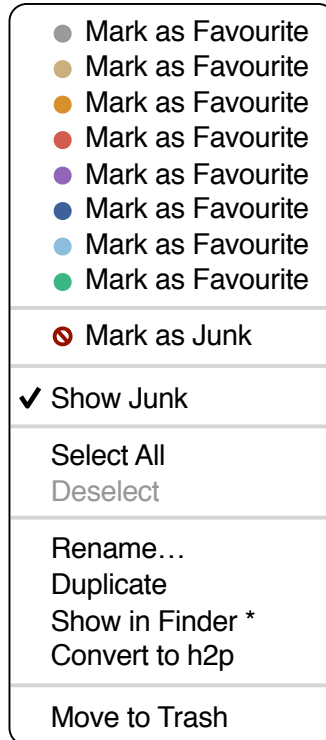 Mark as Favourite
Mark as Favourite
Mark as Favourite
Mark as Favourite
Mark as Favourite
Mark as Favourite
Mark as Favourite
Mark as Favourite
Mark as Junk
Show Junk
Select All
Deselect
Rename…
Duplicate
Show in Finder *
Convert to h2p
Move to Trash